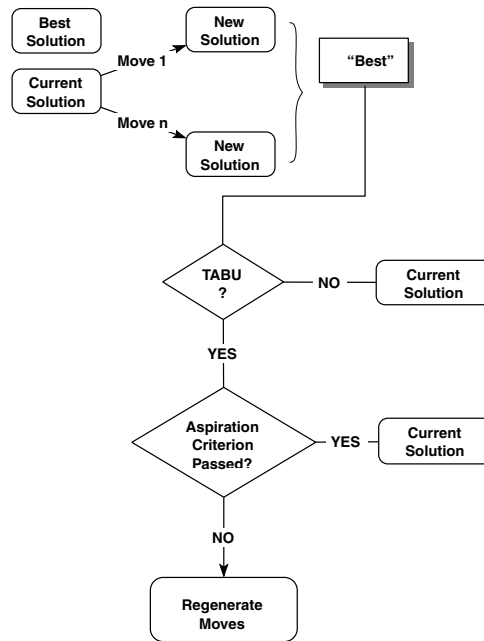 Best
Solution
Current
Solution
Move 1
Move n
New
Solution
New
Solution
“Best”
TABU
?
NO
Current
Solution
YES
Aspiration
Criterion
Passed?
YES
Current
Solution
NO
Regenerate
Moves